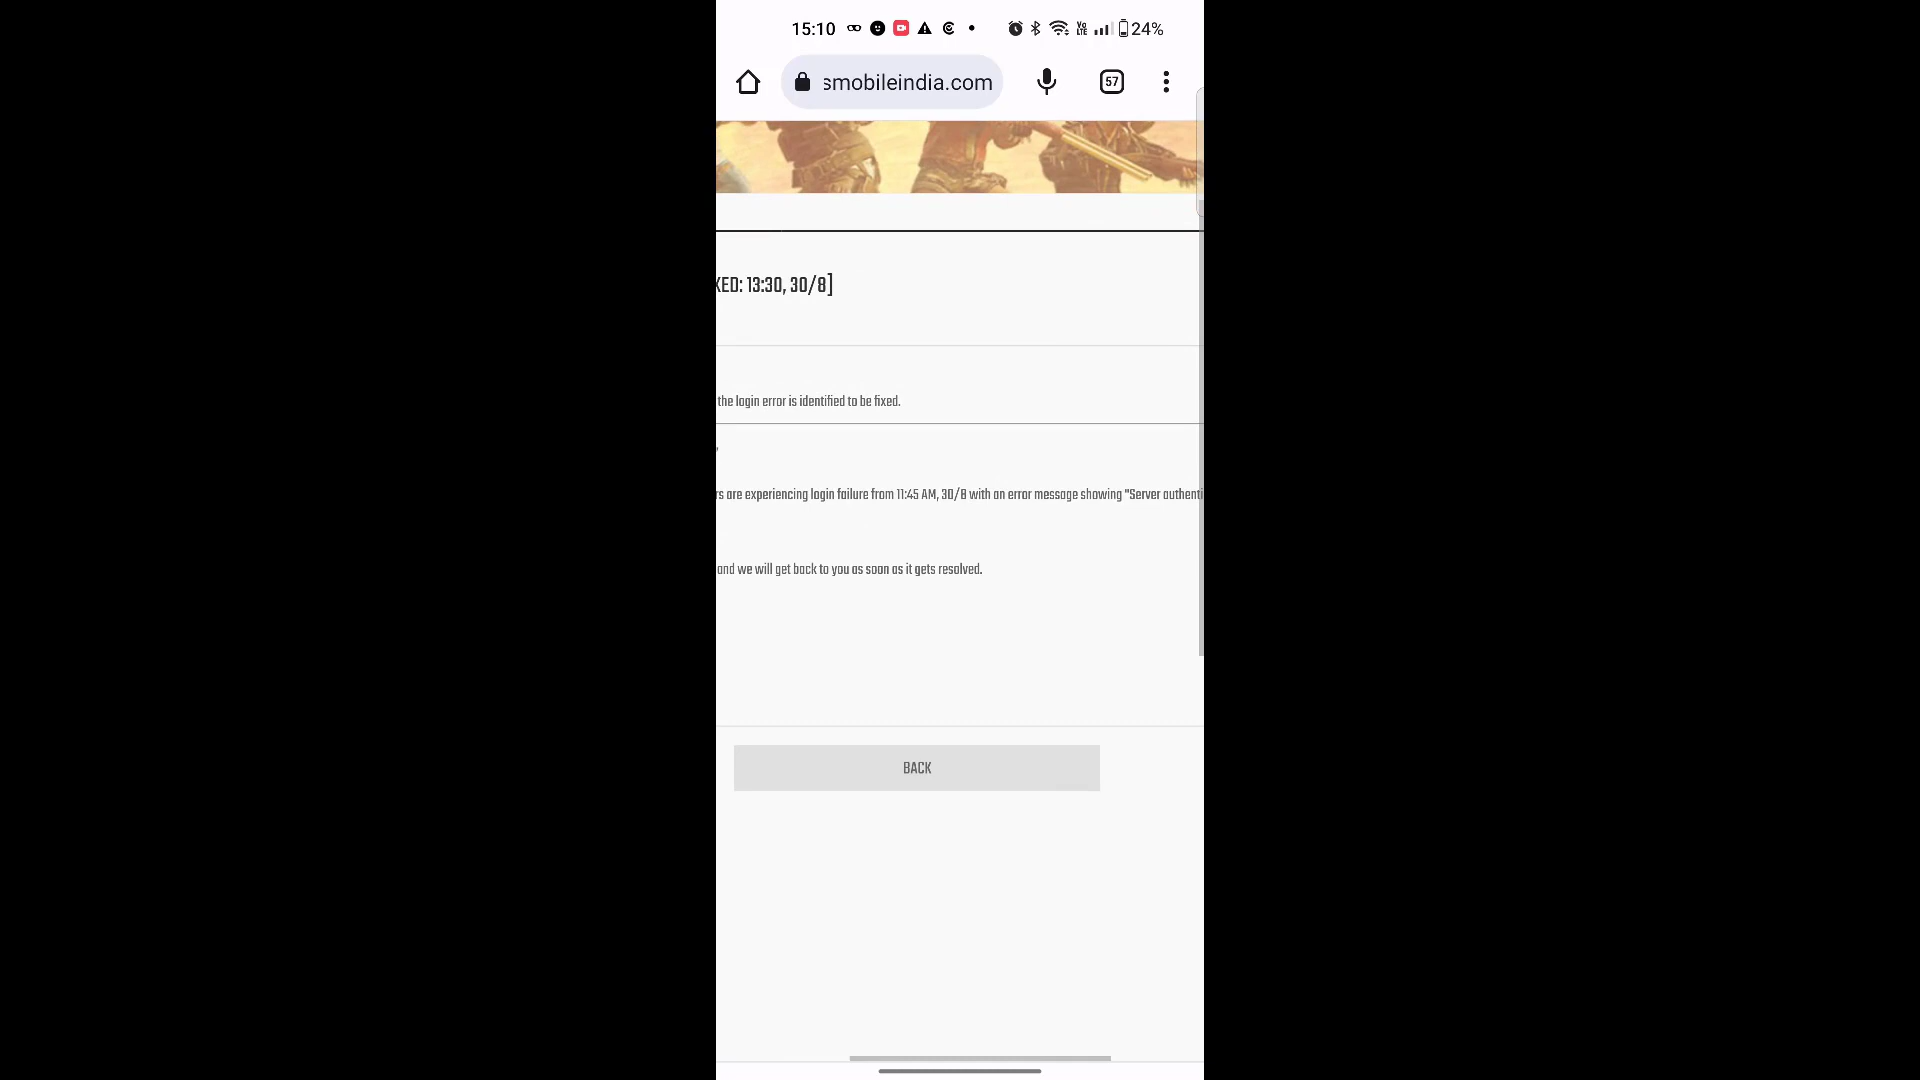 15:10
24%
smobileindia.com
57
KED: 13:30, 30/8]
the login error is identified to be fixed.
rs are experiencing login failure from 11:45 AM, 30/8 with an error message showing "Server authenti
and we will get back to you as soon as it gets resolved.
BACK